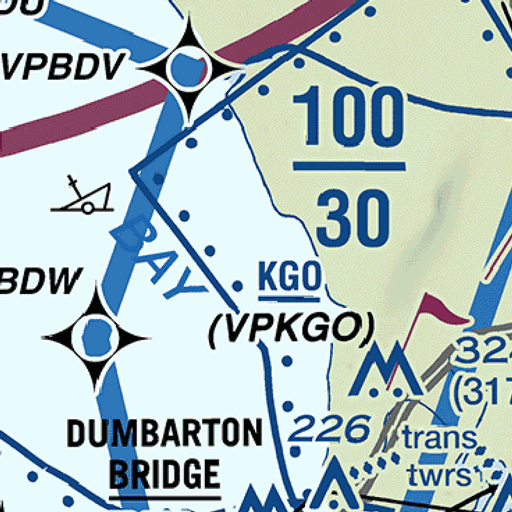 VPBDV
100
30
BAY
BDW
KGO
(VPKGO)
324
(317
DUMBARTON
BRIDGE
226
trans
twrs